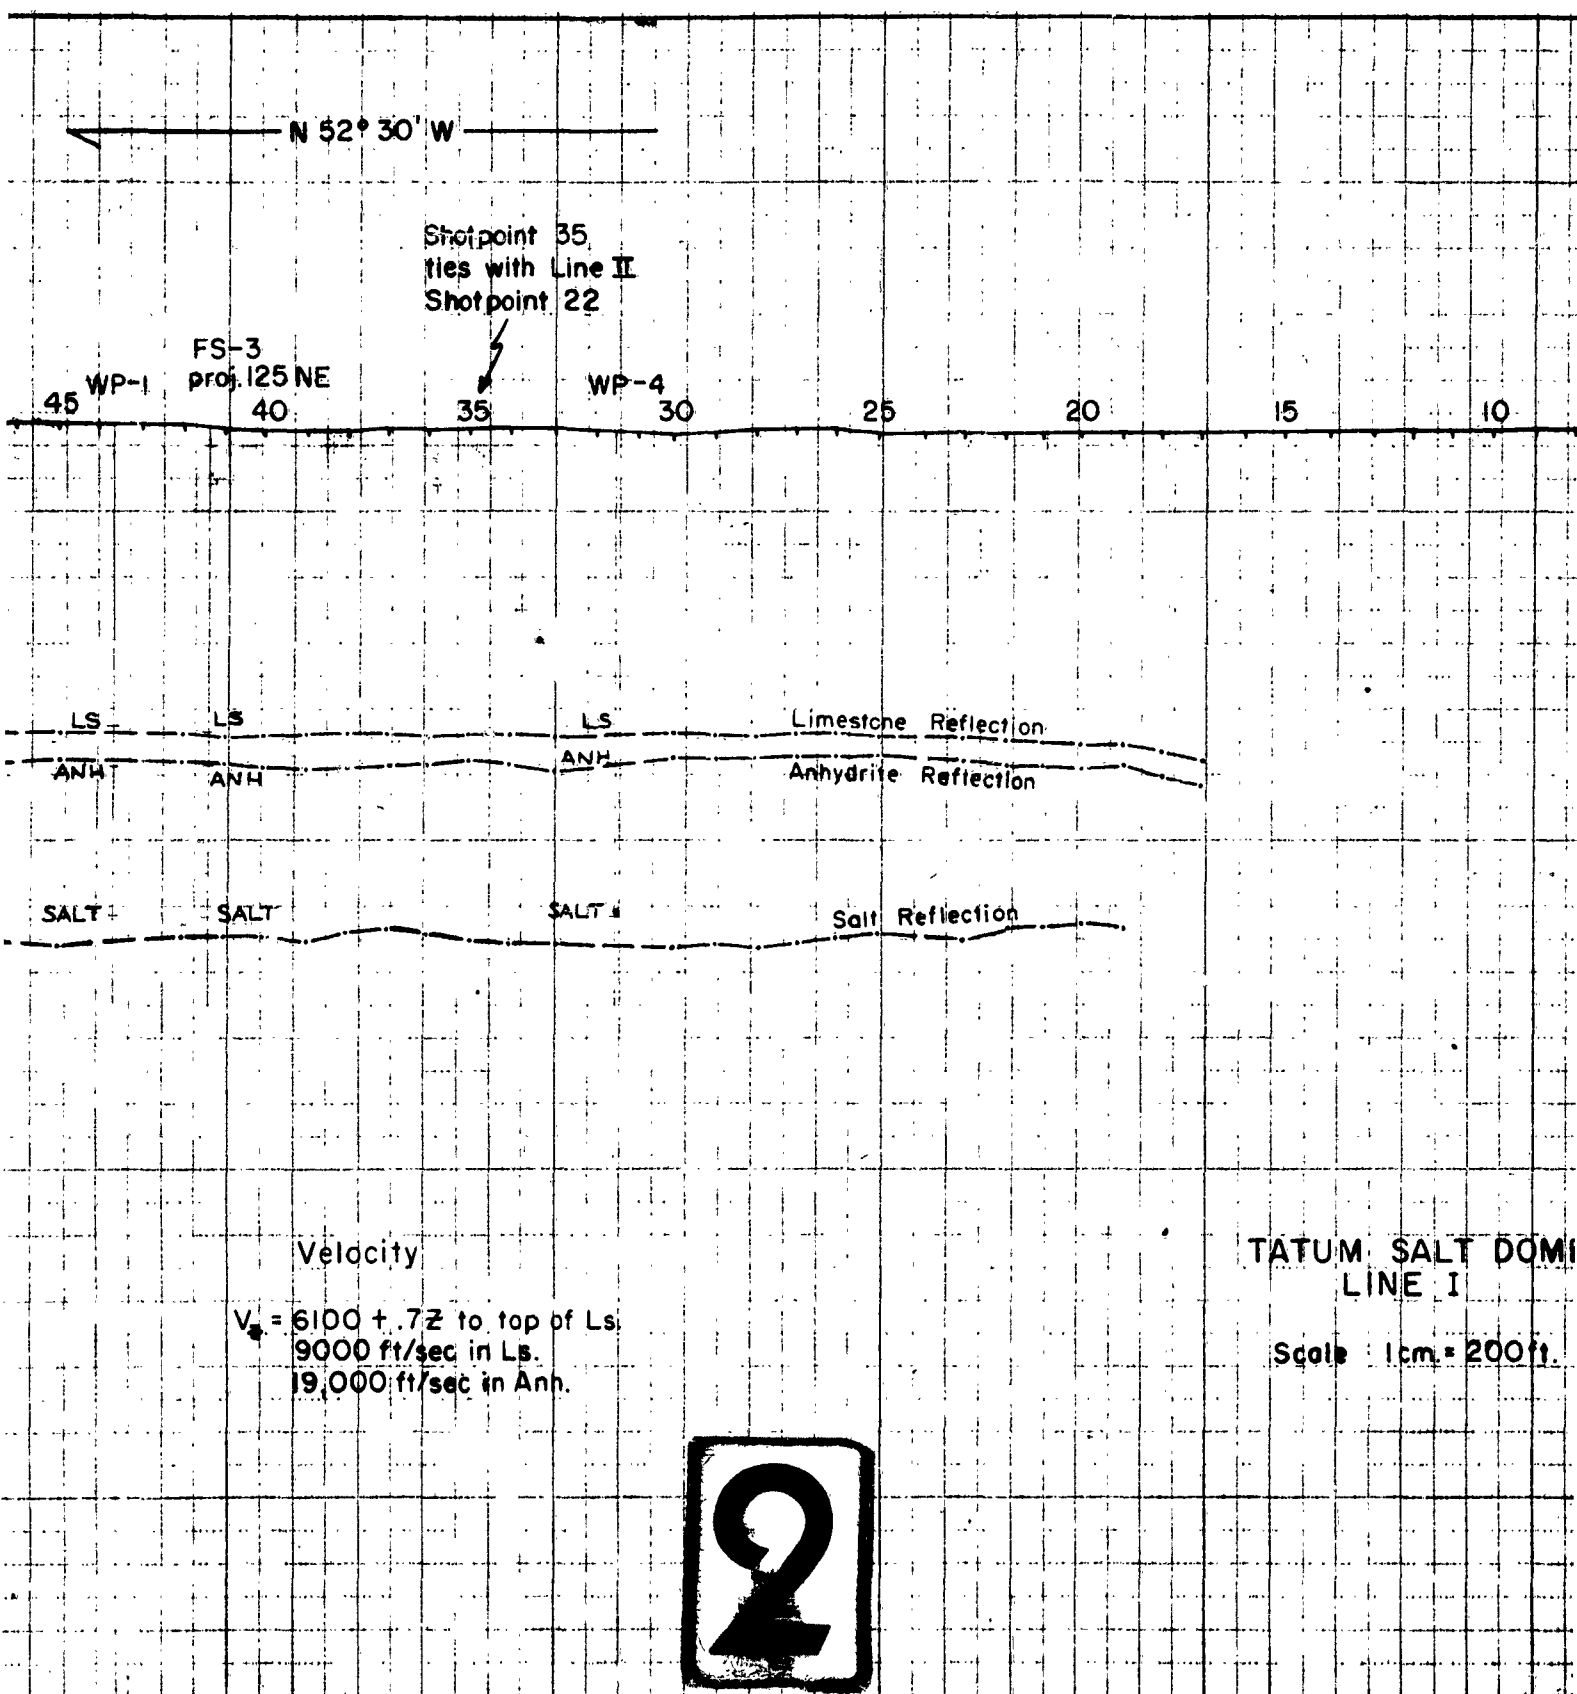 N 52° 30' W
Shotpoint 35
ties with Line II
Shotpoint 22
FS-3
WP-1 proj. 125 NE WP-4
45 40 35 30 25 20 15 10
LS LS LS Limestone Reflection
ANH ANH ANH Anhydrite Reflection
SALT SALT SALT Salt Reflection
Velocity
V = 6100 + .7Z to top of Ls
9000 ft/sec in Ls.
19,000 ft/sec in Anh.
TATUM SALT DOM
LINE I
Scale 1cm. = 200 ft.
2